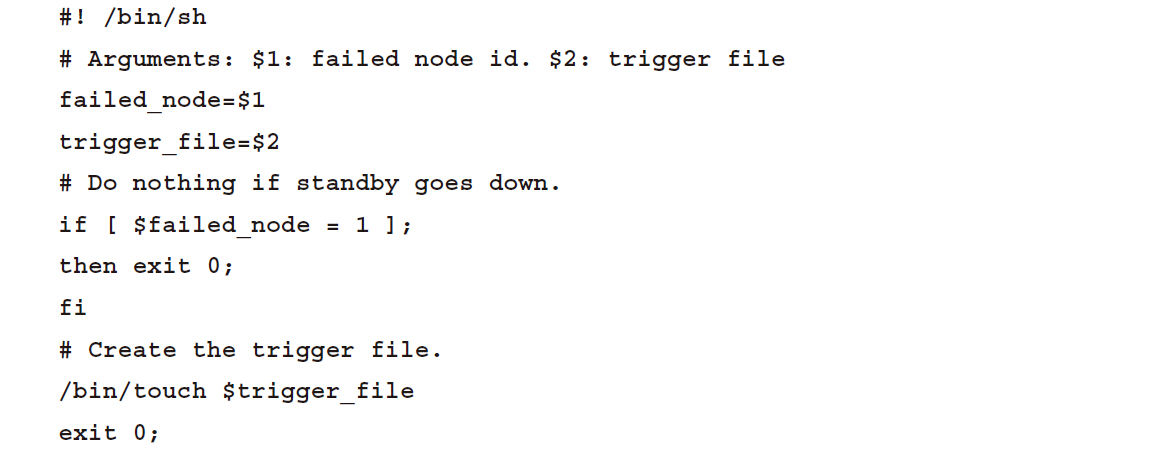 #! /bin/sh
# Arguments: $1: failed node id. $2: trigger file
failed_node=$1
trigger_file=$2
# Do nothing if standby goes down.
if [ $failed_node = 1 ];
then exit 0;
fi
# Create the trigger file.
/bin/touch $trigger_file
exit 0;